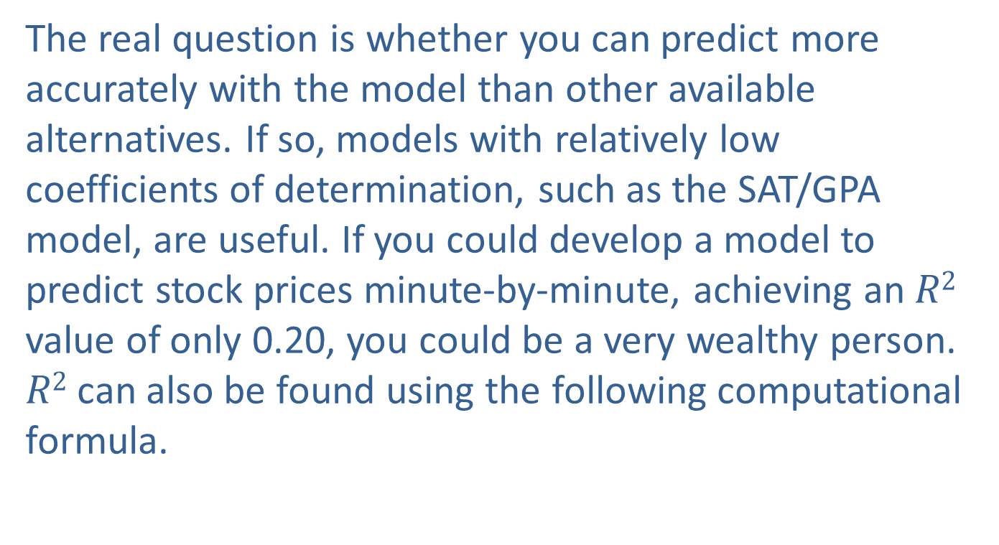 The real question is whether you can predict more
accurately with the model than other available
alternatives. If so, models with relatively low
coefficients of determination, such as the SAT/GPA
model, are useful. If you could develop a model to
predict stock prices minute-by-minute, achieving an R²
value of only 0.20, you could be a very wealthy person.
R² can also be found using the following computational
formula.